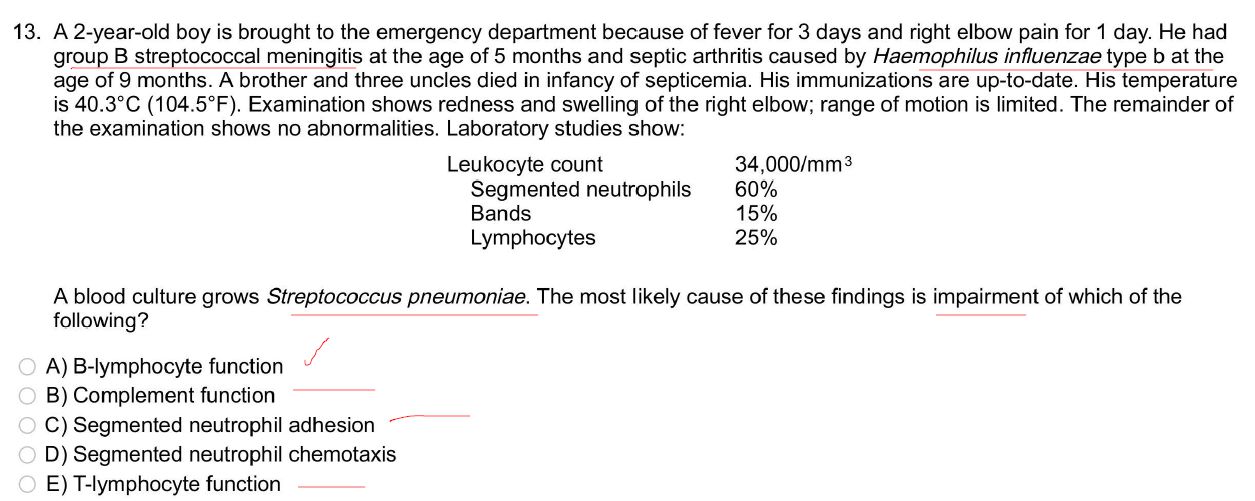 13. A 2-year-old boy is brought to the emergency department because of fever for 3 days and right elbow pain for 1 day. He had
group B streptococcal meningitis at the age of 5 months and septic arthritis caused by Haemophilus influenzae type b at the
age of 9 months. A brother and three uncles died in infancy of septicemia. His immunizations are up-to-date. His temperature
is 40.3°C (104.5°F). Examination shows redness and swelling of the right elbow; range of motion is limited. The remainder of
the examination shows no abnormalities. Laboratory studies show:
Leukocyte count 34,000/mm³
Segmented neutrophils 60%
Bands 15%
Lymphocytes 25%
A blood culture grows Streptococcus pneumoniae. The most likely cause of these findings is impairment of which of the
following?
A) B-lymphocyte function
B) Complement function
C) Segmented neutrophil adhesion
D) Segmented neutrophil chemotaxis
E) T-lymphocyte function